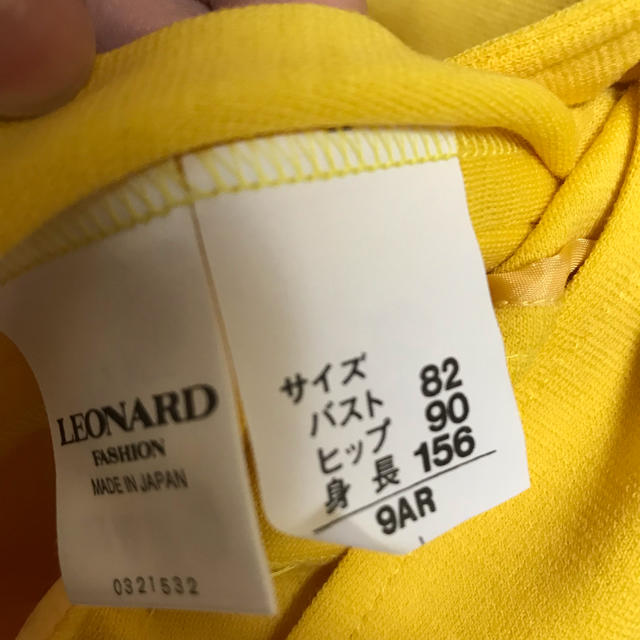 LEONARD
FASHION
MADE IN JAPAN
0321532
サイズ
バスト 82
ヒップ 90
身長 156
9AR